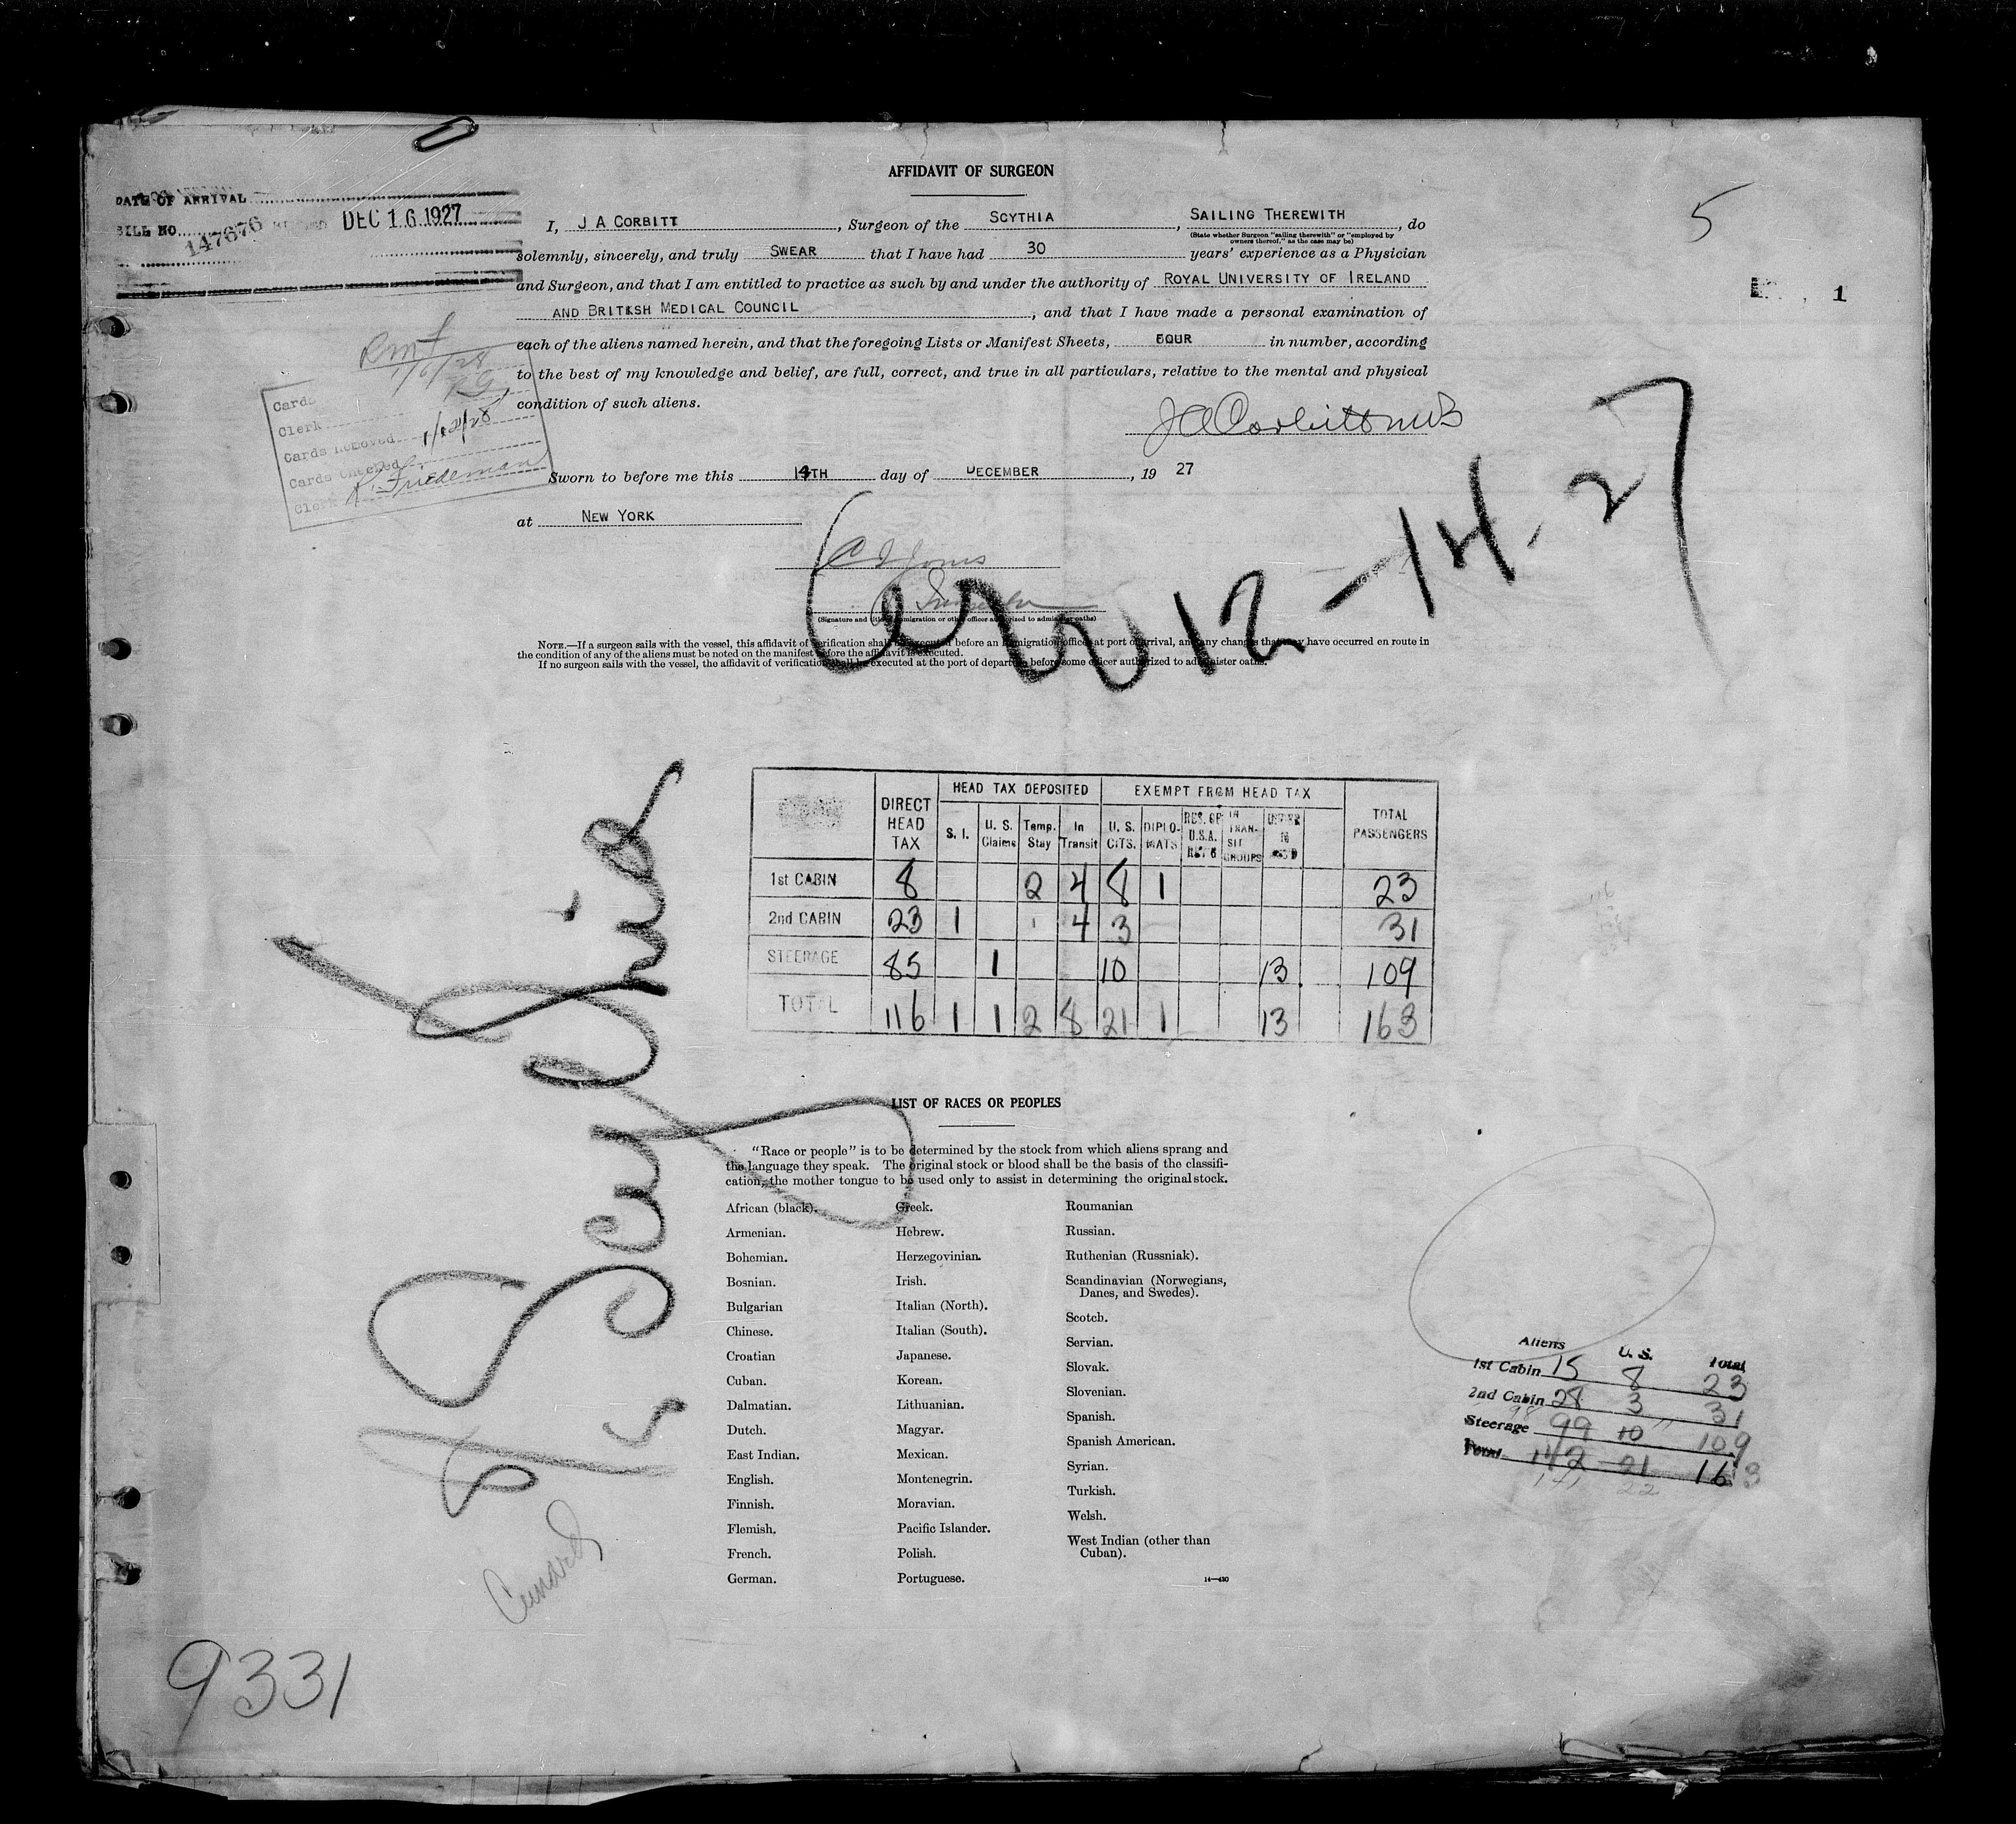 AFFIDAVIT OF SURGEON
DATE OF ARRIVAL
BILL NO. 147676 DEC 16 1927
5
1
I, J A CORBITT, Surgeon of the SCYTHIA, SAILING THEREWITH, do
(State whether Surgeon "sailing therewith" or "employed by
owners thereof," as the case may be)
solemnly, sincerely, and truly SWEAR that I have had 30 years' experience as a Physician
and Surgeon, and that I am entitled to practice as such by and under the authority of ROYAL UNIVERSITY OF IRELAND
AND BRITKSH MEDICAL COUNCIL, and that I have made a personal examination of
each of the aliens named herein, and that the foregoing Lists or Manifest Sheets, FOUR in number, according
to the best of my knowledge and belief, are full, correct, and true in all particulars, relative to the mental and physical
condition of such aliens.
J A Corbitt MB
Cards
Clerk
Cards Removed 1/12/28
Cards Checked
Clerk K. Friedeman
Sworn to before me this 14TH day of DECEMBER, 19 27
at NEW YORK
12-14-27
(Signature and title of immigration or other officer authorized to administer oaths)
NOTE.—If a surgeon sails with the vessel, this affidavit of verification shall be executed before an immigration officer at port of arrival, and any changes that may have occurred en route in
the condition of any of the aliens must be noted on the manifest before the affidavit is executed.
If no surgeon sails with the vessel, the affidavit of verification shall be executed at the port of departure before some officer authorized to administer oaths.
DIRECT HEAD TAX
HEAD TAX DEPOSITED
EXEMPT FROM HEAD TAX
TOTAL PASSENGERS
S. I. U. S. Claims Temp. Stay In Transit U. S. CITS. DIPLO-MATS RES. OF U.S.A. IN TRAN-SIT GROUPS UNDER 16
1st CABIN 8 2 4 8 1 23
2nd CABIN 23 1 4 3 31
STEERAGE 85 1 10 13 109
TOTAL 116 1 1 2 8 21 1 13 163
Scythia
Cunard
9331
LIST OF RACES OR PEOPLES
"Race or people" is to be determined by the stock from which aliens sprang and
the language they speak. The original stock or blood shall be the basis of the classifi-
cation, the mother tongue to be used only to assist in determining the original stock.
African (black).
Armenian.
Bohemian.
Bosnian.
Bulgarian
Chinese.
Croatian
Cuban.
Dalmatian.
Dutch.
East Indian.
English.
Finnish.
Flemish.
French.
German.
Greek.
Hebrew.
Herzegovinian.
Irish.
Italian (North).
Italian (South).
Japanese.
Korean.
Lithuanian.
Magyar.
Mexican.
Montenegrin.
Moravian.
Pacific Islander.
Polish.
Portuguese.
Roumanian
Russian.
Ruthenian (Russniak).
Scandinavian (Norwegians,
Danes, and Swedes).
Scotch.
Servian.
Slovak.
Slovenian.
Spanish.
Spanish American.
Syrian.
Turkish.
Welsh.
West Indian (other than
Cuban).
14—430
Aliens U. S. Total
1st Cabin 15 8 23
2nd Cabin 28 3 31
Steerage 99 10 109
Total 142 21 163